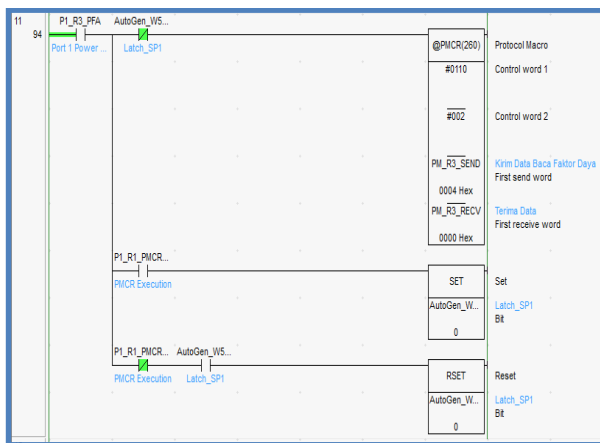 11
P1_R3_PFA AutoGen_W5...
94
Port 1 Power ... Latch_SP1
@PMCR(260) Protocol Macro
#0110 Control word 1
#002 Control word 2
PM_R3_SEND Kirim Data Baca Faktor Daya
First send word
0004 Hex
PM_R3_RECV Terima Data
First receive word
0000 Hex
P1_R1_PMCR...
PMCR Execution
SET Set
AutoGen_W... Latch_SP1
Bit
0
P1_R1_PMCR... AutoGen_W5...
PMCR Execution Latch_SP1
RSET Reset
AutoGen_W... Latch_SP1
Bit
0